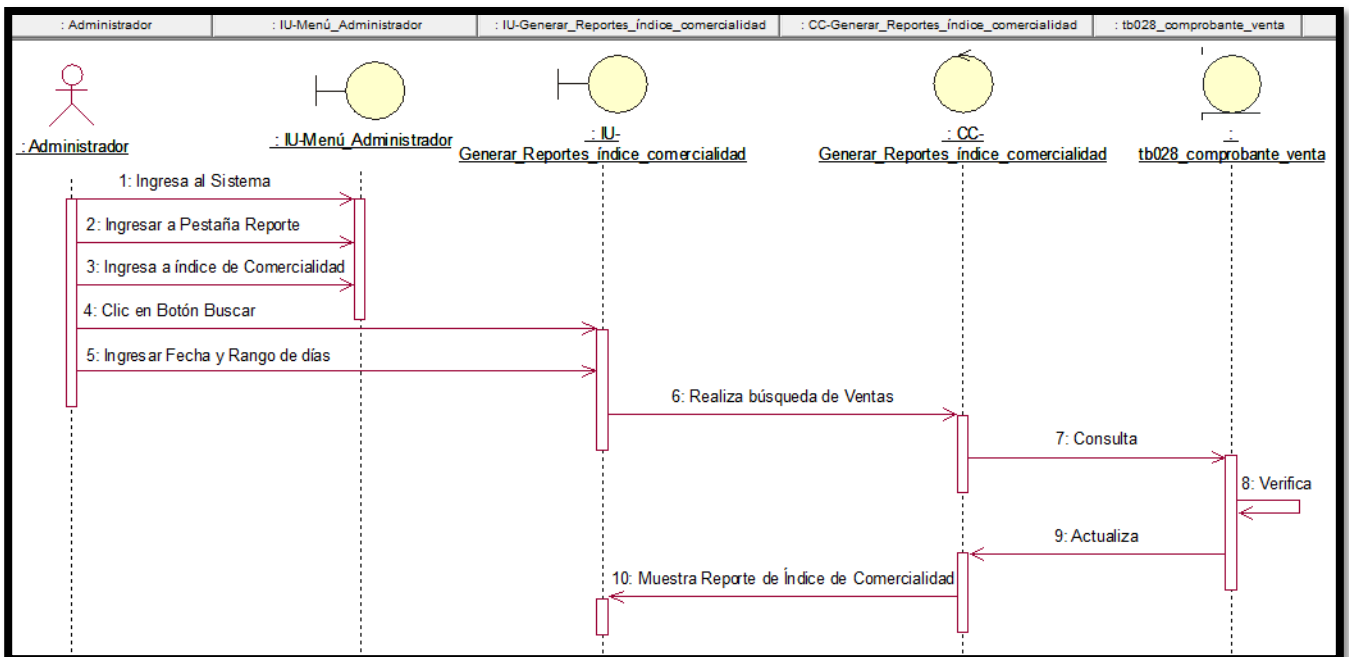 : Administrador
: IU-Menú_Administrador
: IU-Generar_Reportes_índice_comercialidad
: CC-Generar_Reportes_índice_comercialidad
: tb028_comprobante_venta
: Administrador
: IU-Menú_Administrador
: IU-
Generar_Reportes_índice_comercialidad
: CC-
Generar_Reportes_índice_comercialidad
:
tb028_comprobante_venta
1: Ingresa al Sistema
2: Ingresar a Pestaña Reporte
3: Ingresa a índice de Comercialidad
4: Clic en Botón Buscar
5: Ingresar Fecha y Rango de días
6: Realiza búsqueda de Ventas
7: Consulta
8: Verifica
9: Actualiza
10: Muestra Reporte de Índice de Comercialidad